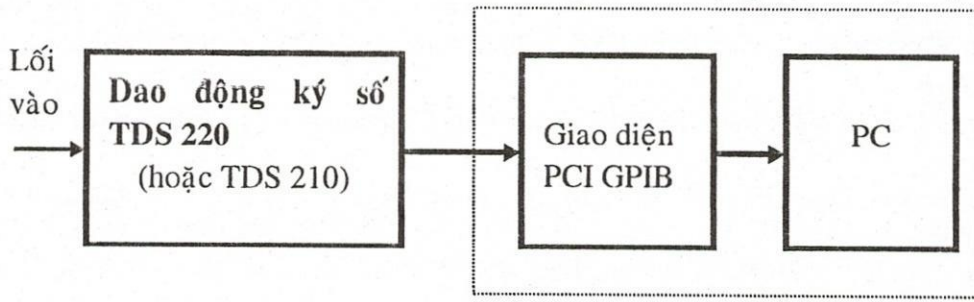 Lối
vào
Dao động ký số
TDS 220
(hoặc TDS 210)
Giao diện
PCI GPIB
PC